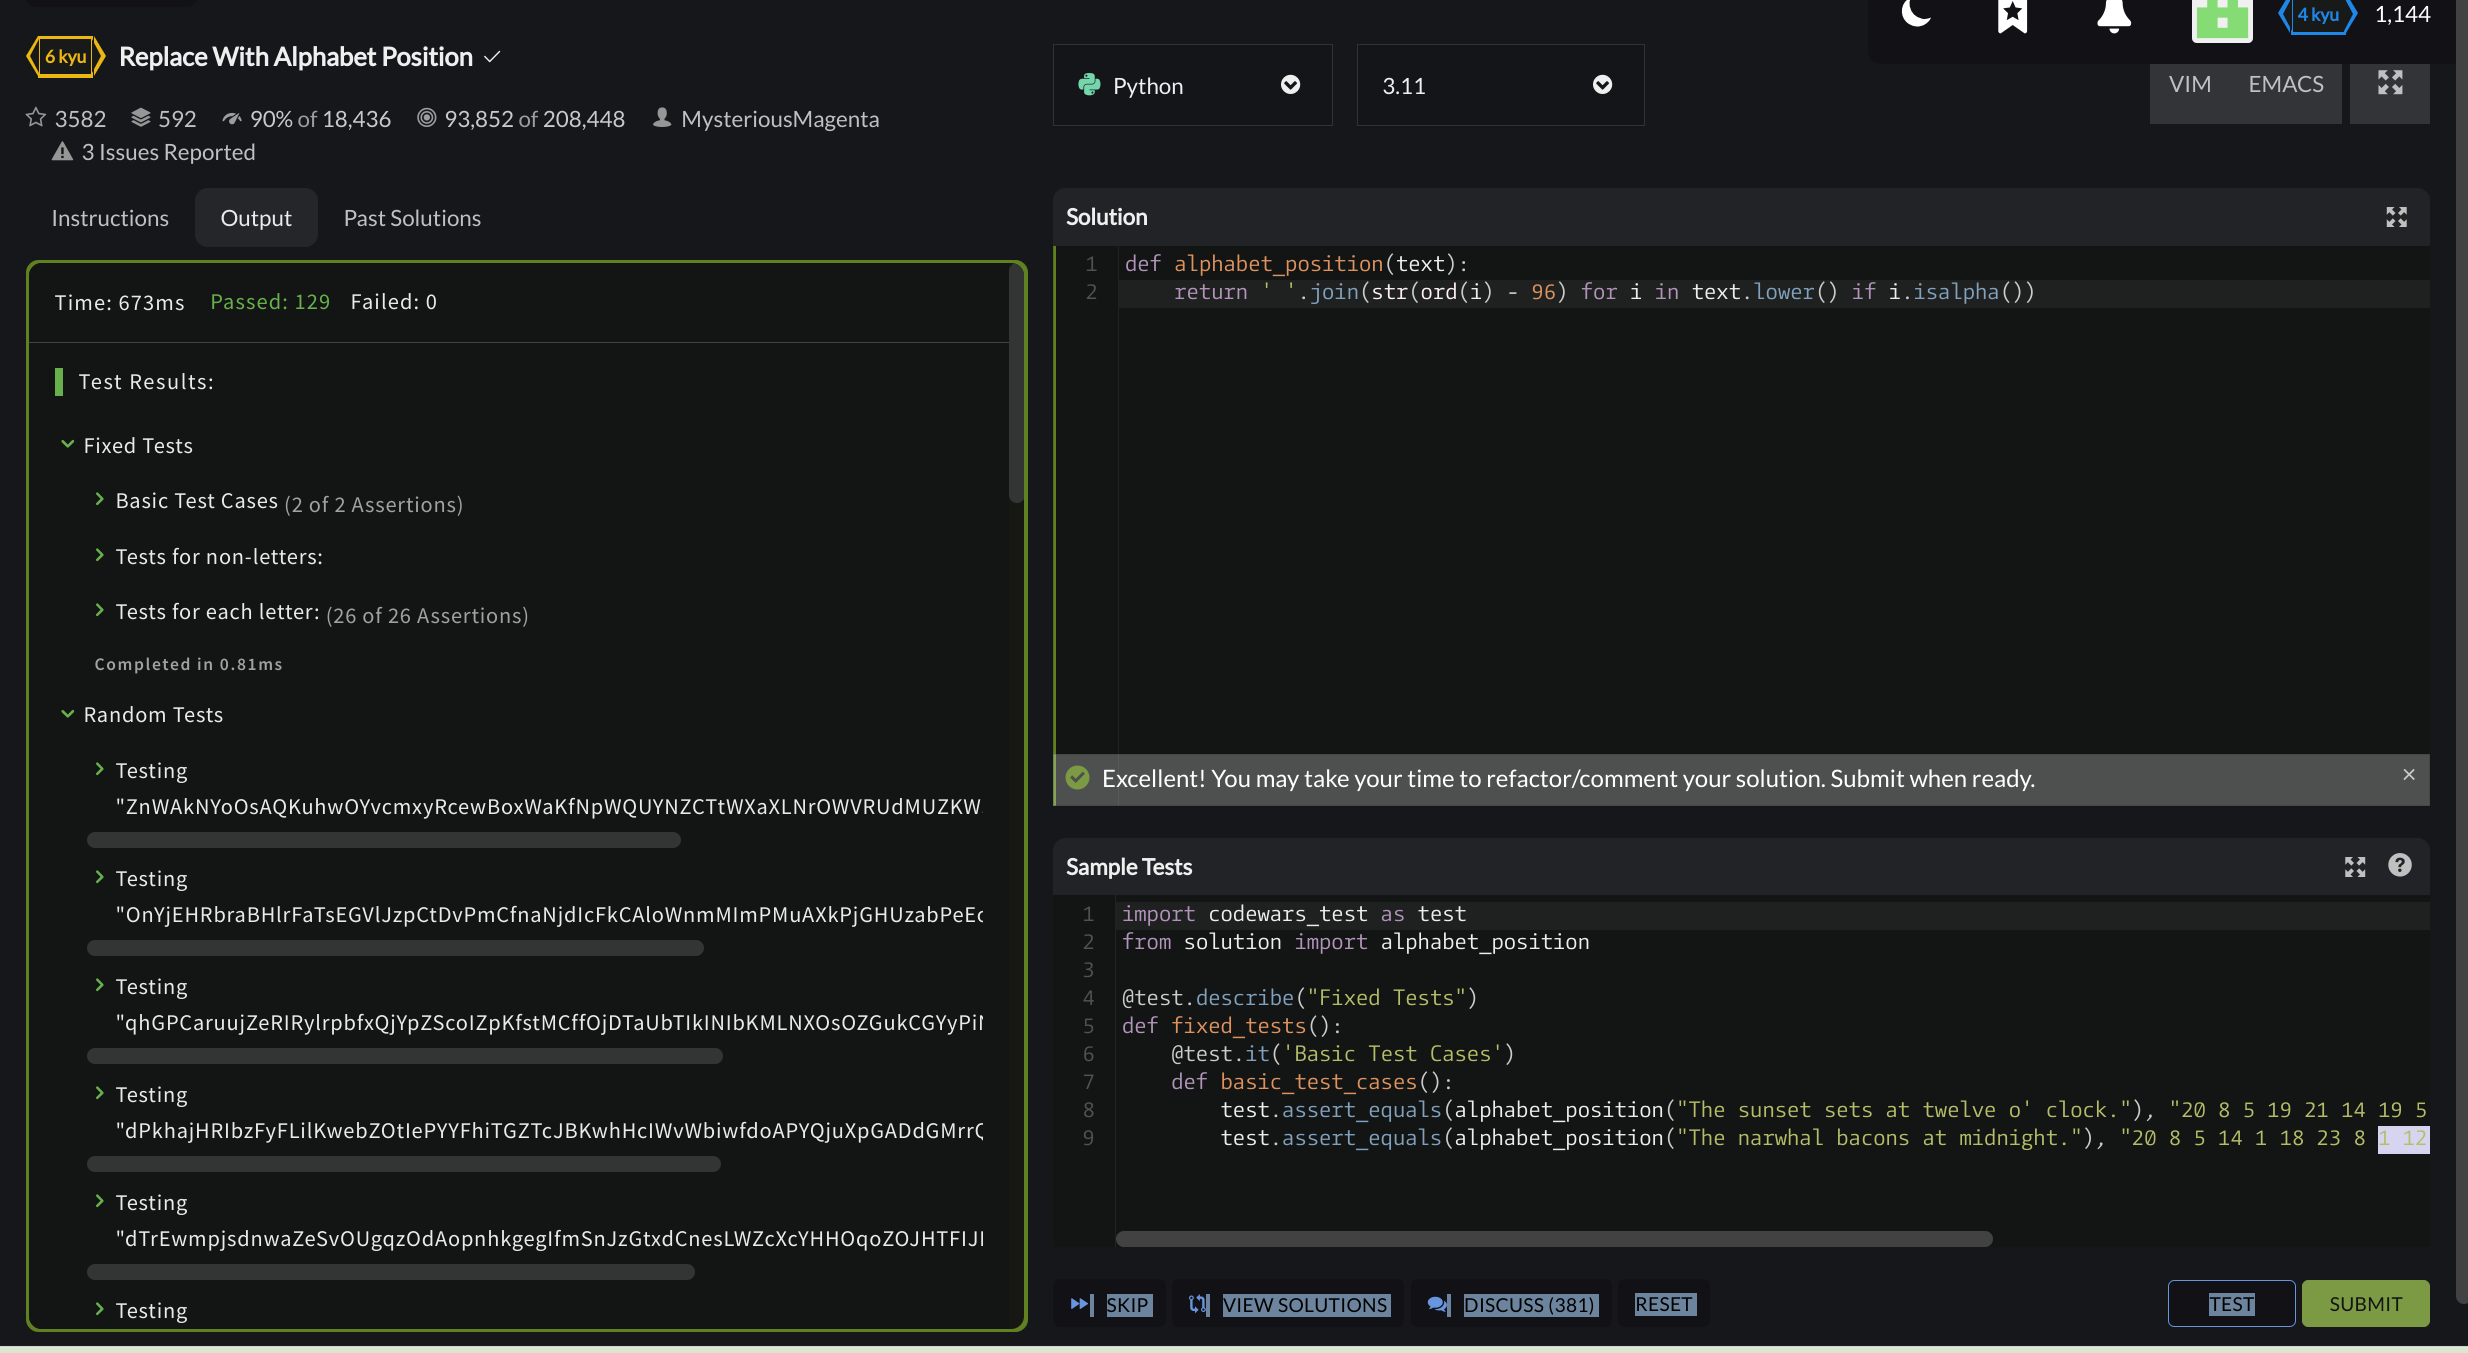 6 kyu Replace With Alphabet Position
3582 592 90% of 18,436 93,852 of 208,448 MysteriousMagenta
3 Issues Reported
Instructions Output Past Solutions
Time: 673ms Passed: 129 Failed: 0
Test Results:
Fixed Tests
Basic Test Cases (2 of 2 Assertions)
Tests for non-letters:
Tests for each letter: (26 of 26 Assertions)
Completed in 0.81ms
Random Tests
Testing
"ZnWAkNYoOsAQKuhwOYvcmxyRcewBoxWaKfNpWQUYNZCTtWXaXLNrOWVRUdMUZKW
Testing
Testing
Testing
Testing
Testing
4 kyu 1,144
Python 3.11 VIM EMACS
Solution
1 def alphabet_position(text):
2     return ' '.join(str(ord(i) - 96) for i in text.lower() if i.isalpha())
Excellent! You may take your time to refactor/comment your solution. Submit when ready.
Sample Tests
1 import codewars_test as test
2 from solution import alphabet_position
3
4 @test.describe("Fixed Tests")
5 def fixed_tests():
6     @test.it('Basic Test Cases')
7     def basic_test_cases():
8         test.assert_equals(alphabet_position("The sunset sets at twelve o' clock."), "20 8 5 19 21 14 19 5
9         test.assert_equals(alphabet_position("The narwhal bacons at midnight."), "20 8 5 14 1 18 23 8 1 12
SKIP VIEW SOLUTIONS DISCUSS (381) RESET TEST SUBMIT